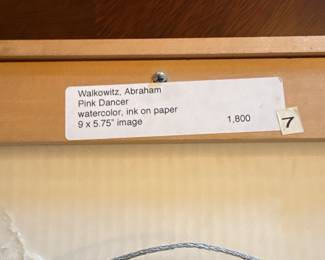 Walkowitz, Abraham
Pink Dancer
watercolor, ink on paper
9 x 5.75" image 1,800
7